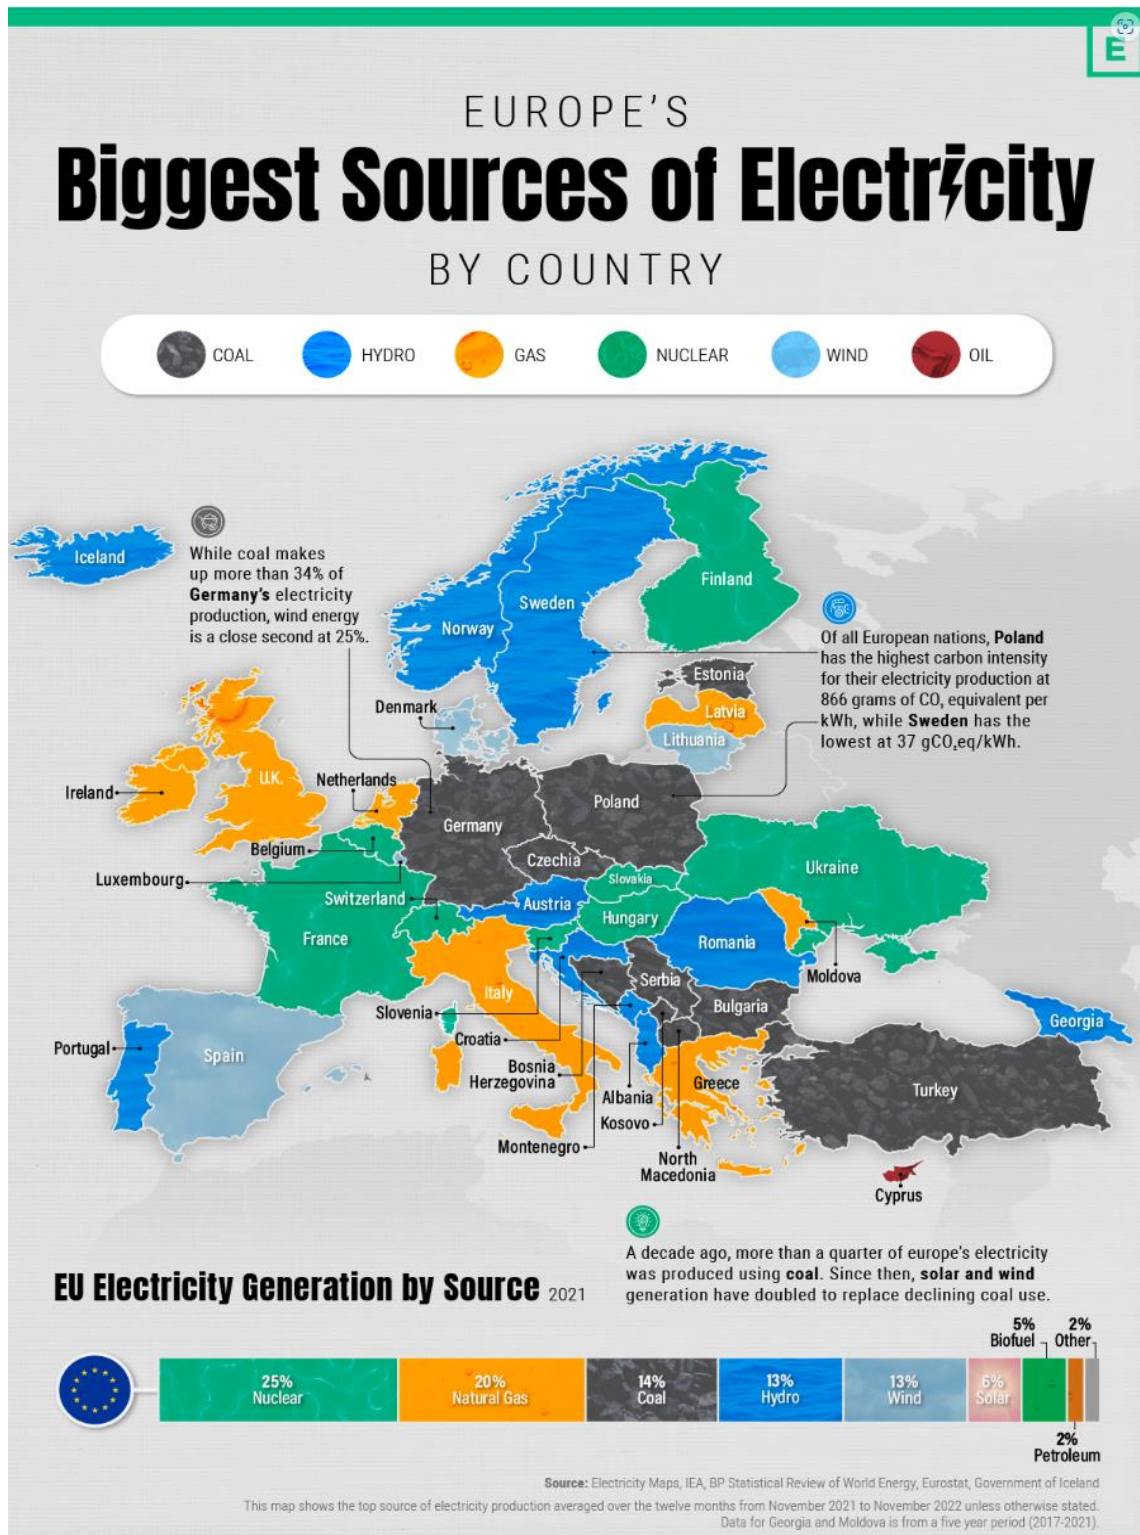 E
EUROPE'S
Biggest Sources of Electricity
BY COUNTRY
COAL
HYDRO
GAS
NUCLEAR
WIND
OIL
Iceland
While coal makes
up more than 34% of
Germany's electricity
production, wind energy
is a close second at 25%.
Finland
Sweden
Norway
Of all European nations, Poland
has the highest carbon intensity
for their electricity production at
866 grams of CO, equivalent per
kWh, while Sweden has the
lowest at 37 gCO,eq/kWh.
Estonia
Latvia
Lithuania
Denmark
U.K.
Netherlands
Ireland
Poland
Germany
Belgium
Czechia
Ukraine
Luxembourg
Slovakia
Switzerland
Austria
Hungary
France
Romania
Moldova
Serbia
Italy
Bulgaria
Slovenia
Georgia
Croatia
Portugal
Spain
Bosnia
Herzegovina
Greece
Turkey
Albania
Kosovo
Montenegro
North
Macedonia
Cyprus
A decade ago, more than a quarter of europe's electricity
was produced using coal. Since then, solar and wind
generation have doubled to replace declining coal use.
EU Electricity Generation by Source 2021
5%
Biofuel
2%
Other
25%
Nuclear
20%
Natural Gas
14%
Coal
13%
Hydro
13%
Wind
6%
Solar
2%
Petroleum
Source: Electricity Maps, IEA, BP Statistical Review of World Energy, Eurostat, Government of Iceland
This map shows the top source of electricity production averaged over the twelve months from November 2021 to November 2022 unless otherwise stated.
Data for Georgia and Moldova is from a five year period (2017-2021).